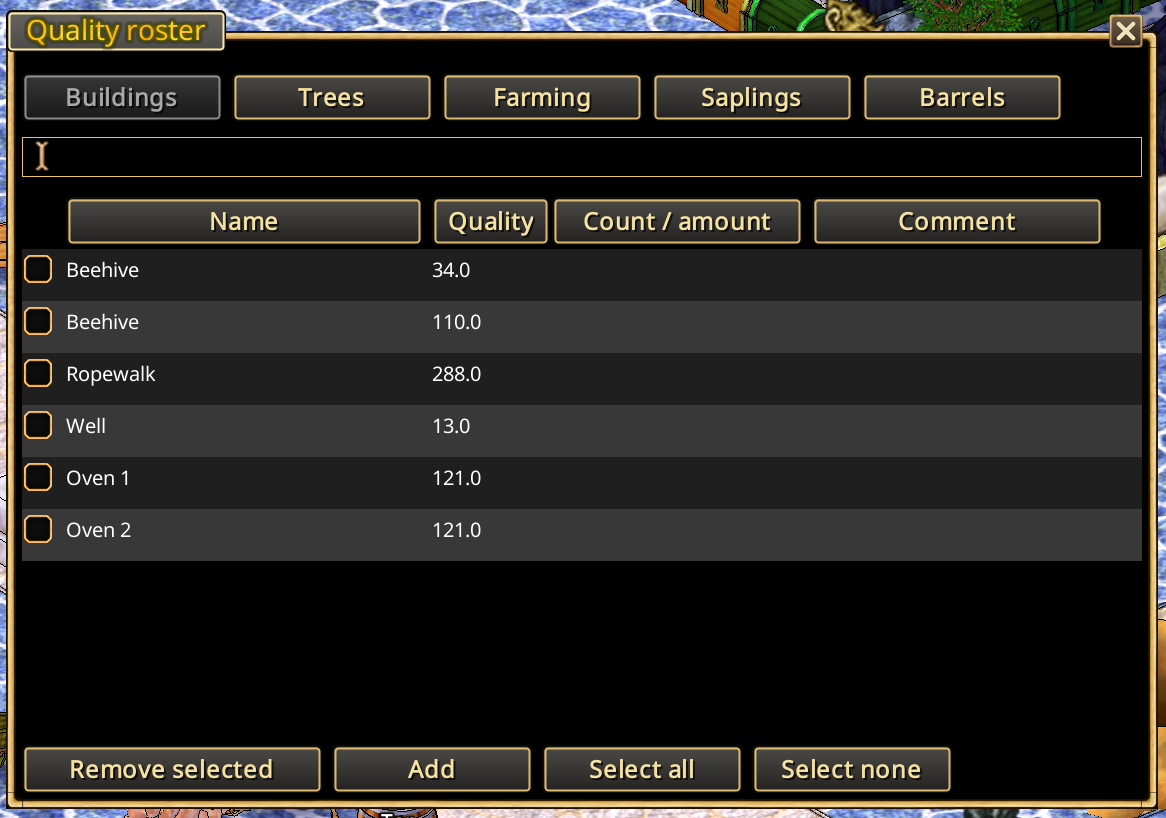 Quality roster
Buildings Trees Farming Saplings Barrels
Name Quality Count / amount Comment
Beehive 34.0
Beehive 110.0
Ropewalk 288.0
Well 13.0
Oven 1 121.0
Oven 2 121.0
Remove selected Add Select all Select none